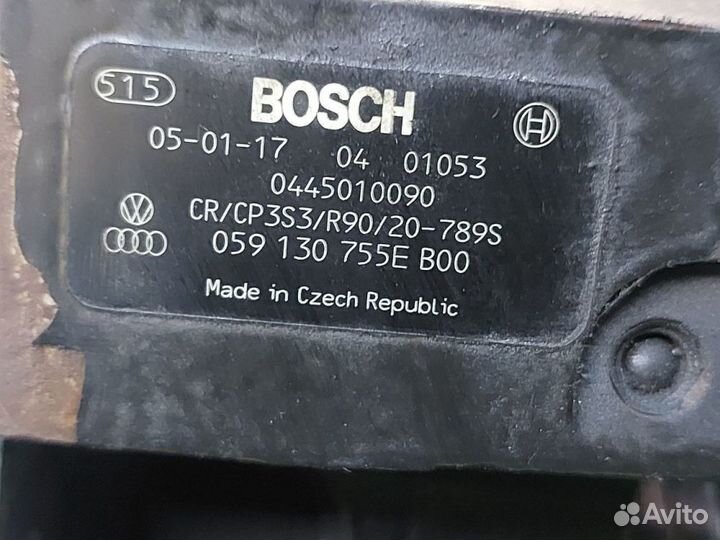 515 BOSCH
05-01-17 04 01053
0445010090
CR/CP3S3/R90/20-789S
059 130 755E B00
Made in Czech Republic
Avito